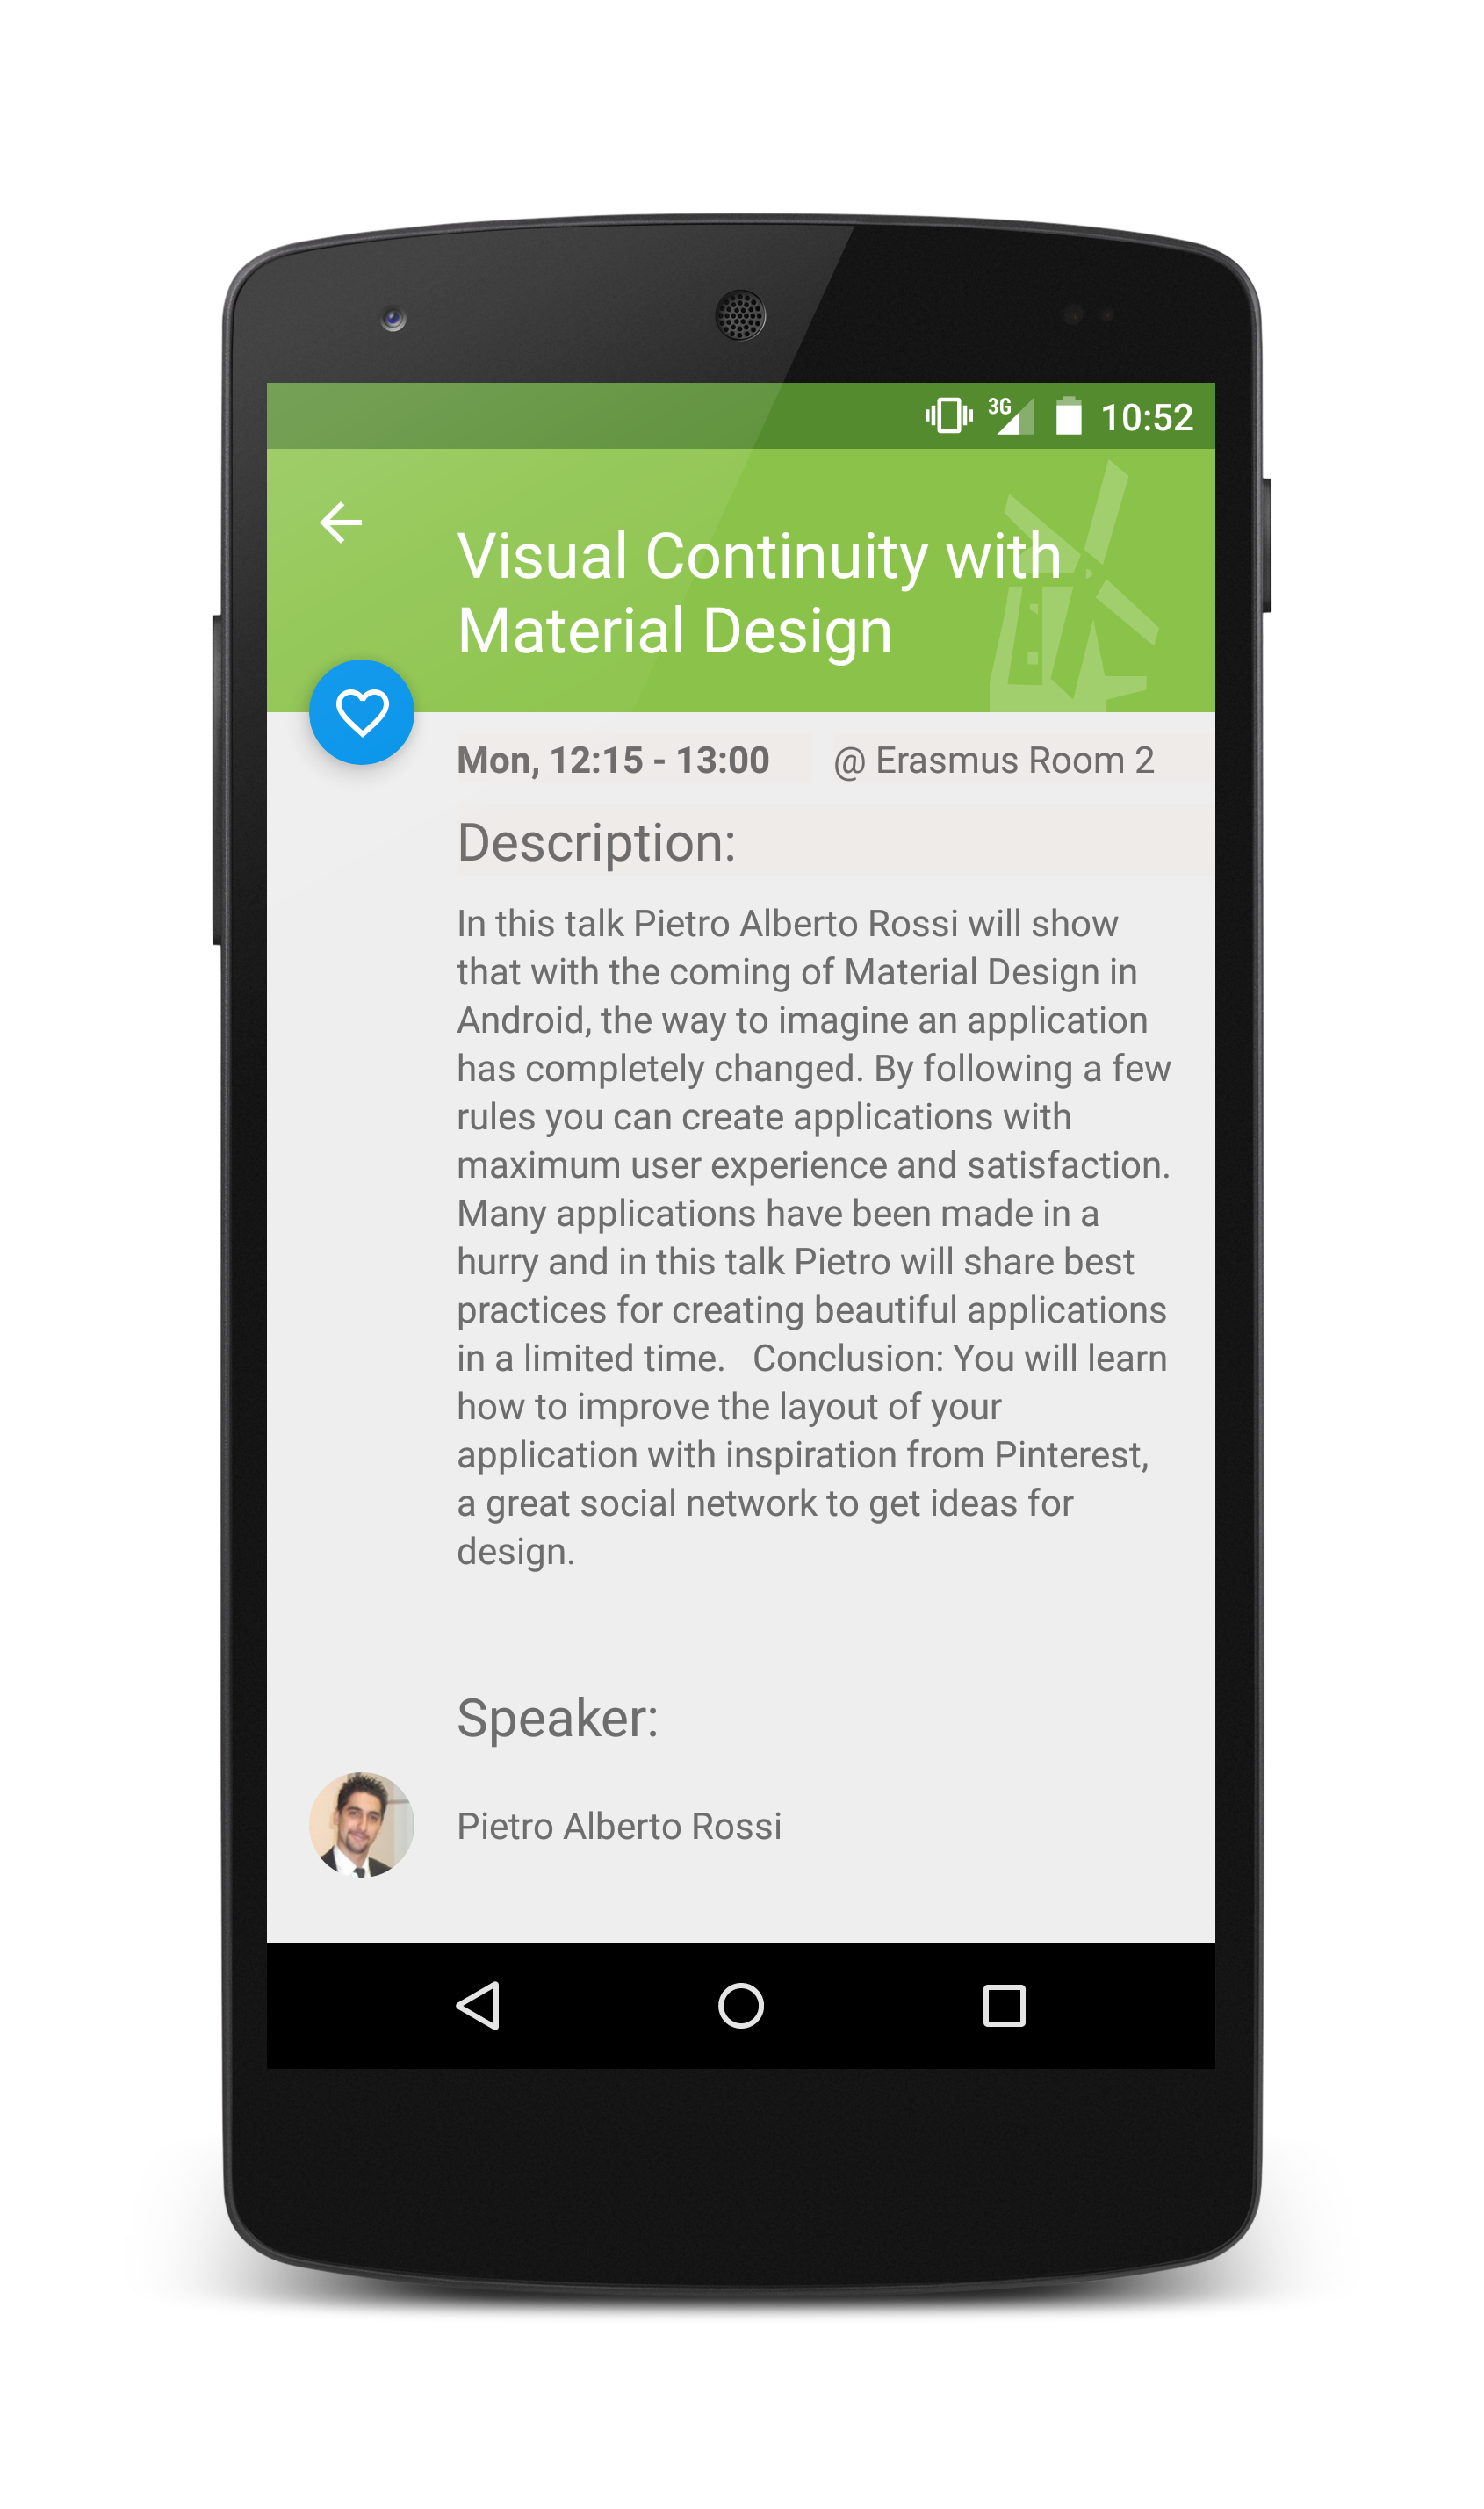 3G 10:52
Visual Continuity with
Material Design
Mon, 12:15 - 13:00 @ Erasmus Room 2
Description:
In this talk Pietro Alberto Rossi will show
that with the coming of Material Design in
Android, the way to imagine an application
has completely changed. By following a few
rules you can create applications with
maximum user experience and satisfaction.
Many applications have been made in a
hurry and in this talk Pietro will share best
practices for creating beautiful applications
in a limited time.   Conclusion: You will learn
how to improve the layout of your
application with inspiration from Pinterest,
a great social network to get ideas for
design.
Speaker:
Pietro Alberto Rossi